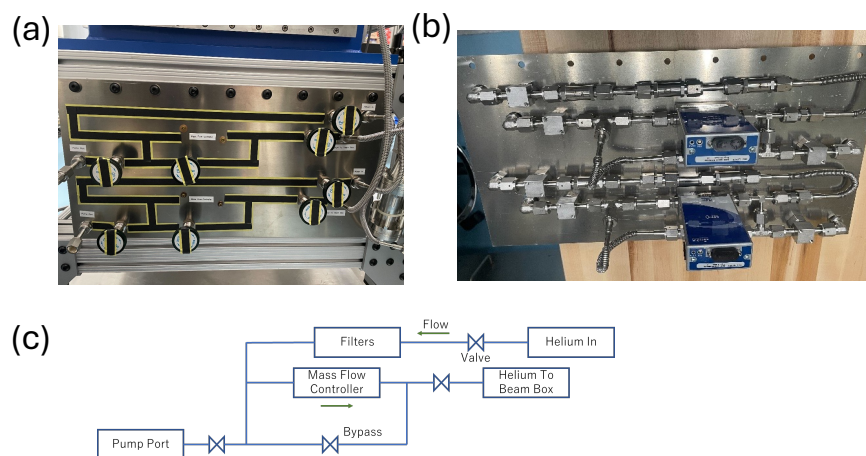 (a)
(b)
(c)
Flow
Filters
Helium In
Valve
Mass Flow
Controller
Helium To
Beam Box
Bypass
Pump Port